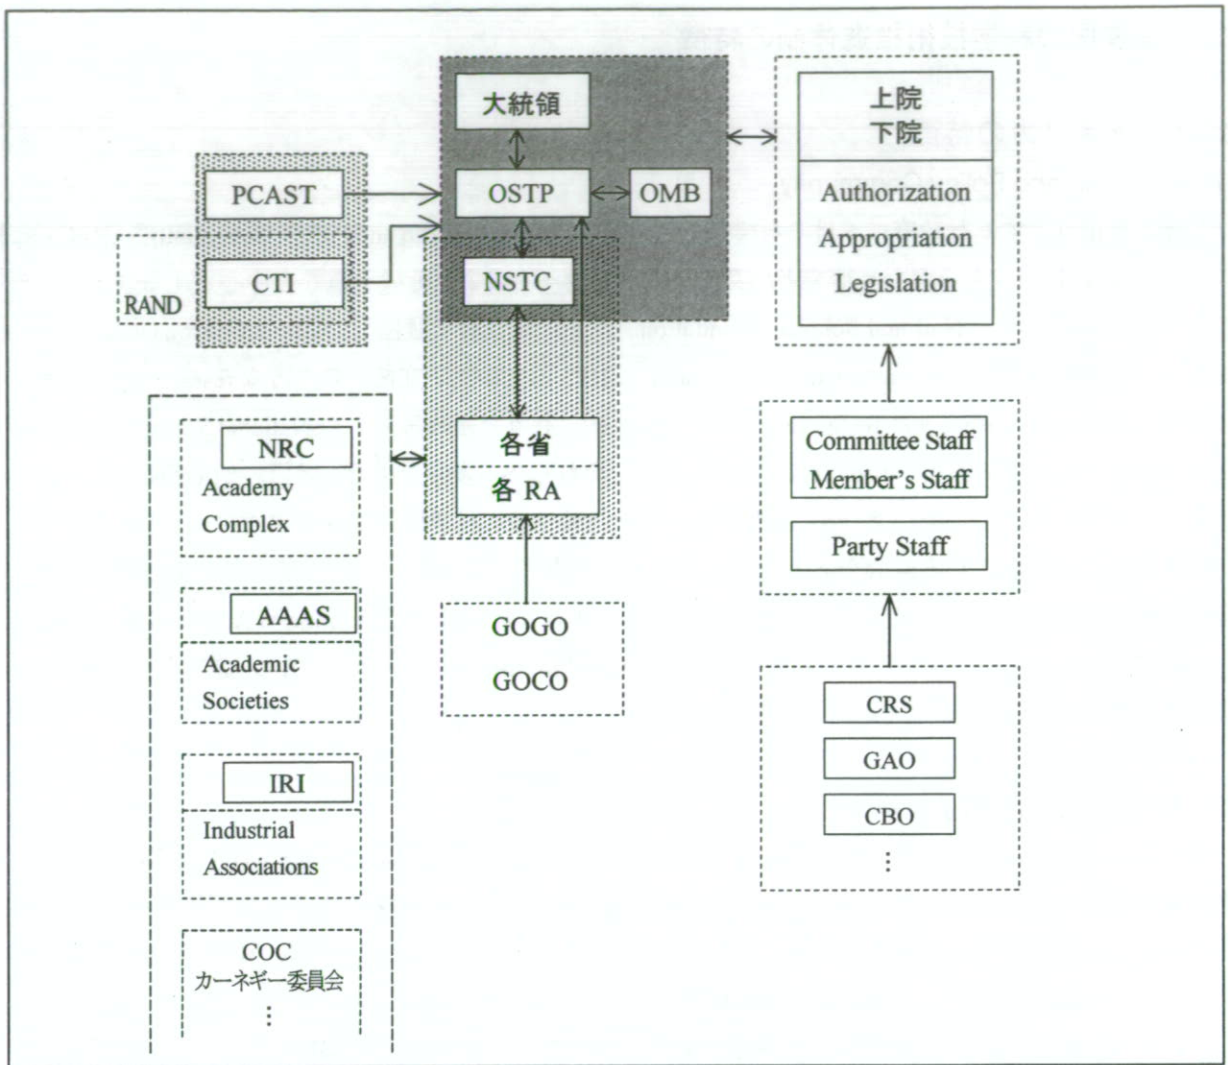 大統領
OSTP
OMB
NSTC
PCAST
CTI
RAND
上院
下院
Authorization
Appropriation
Legislation
各省
各 RA
GOGO
GOCO
Committee Staff
Member's Staff
Party Staff
CRS
GAO
CBO
⋮
NRC
Academy
Complex
AAAS
Academic
Societies
IRI
Industrial
Associations
COC
カーネギー委員会
⋮